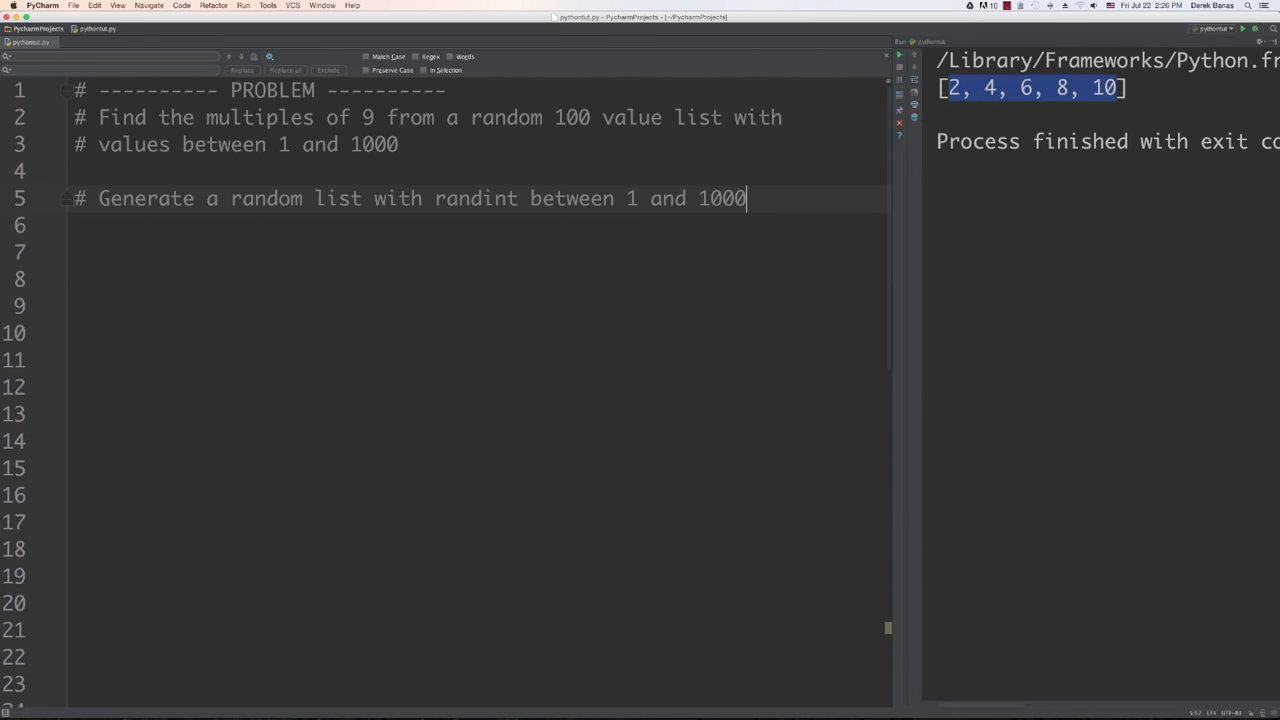 PyCharm File Edit View Navigate Code Refactor Run Tools VCS Window Help 10 Fri Jul 22 2:26 PM Derek Banas
pythontut.py - PycharmProjects - [~/PycharmProjects]
PycharmProjects pythontut.py pythontut
pythontut.py Run pythontut
Match Case Regex Words
Replace Replace all Exclude Preserve Case In Selection
1 # ---------- PROBLEM ----------
2 # Find the multiples of 9 from a random 100 value list with
3 # values between 1 and 1000
4
5 # Generate a random list with randint between 1 and 1000
6
7
8
9
10
11
12
13
14
15
16
17
18
19
20
21
22
23
/Library/Frameworks/Python.fr
[2, 4, 6, 8, 10]
Process finished with exit co
5:57 LF÷ UTF-8÷